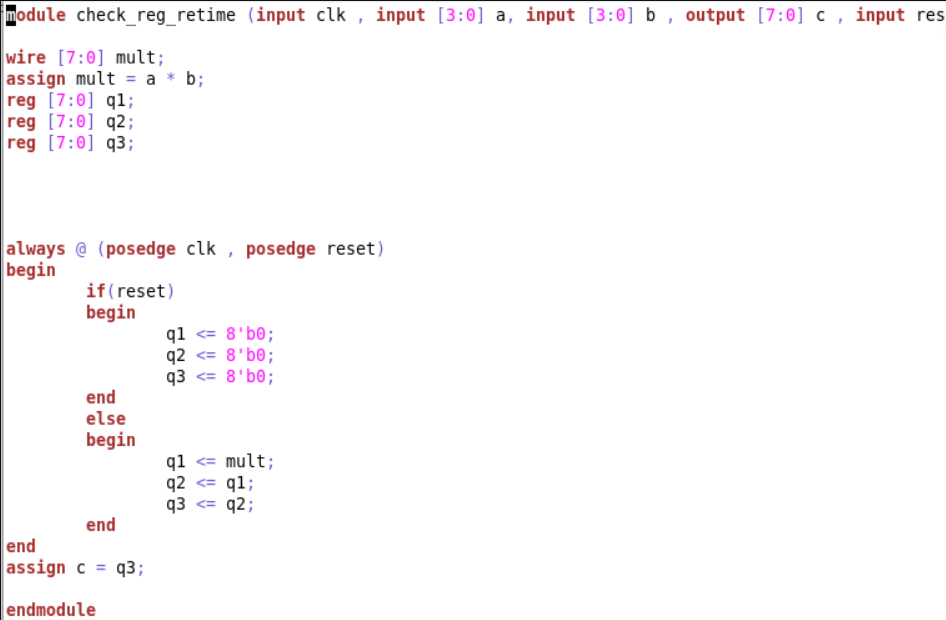 module check_reg_retime (input clk , input [3:0] a, input [3:0] b , output [7:0] c , input res
wire [7:0] mult;
assign mult = a * b;
reg [7:0] q1;
reg [7:0] q2;
reg [7:0] q3;
always @ (posedge clk , posedge reset)
begin
if(reset)
begin
q1 <= 8'b0;
q2 <= 8'b0;
q3 <= 8'b0;
end
else
begin
q1 <= mult;
q2 <= q1;
q3 <= q2;
end
end
assign c = q3;
endmodule